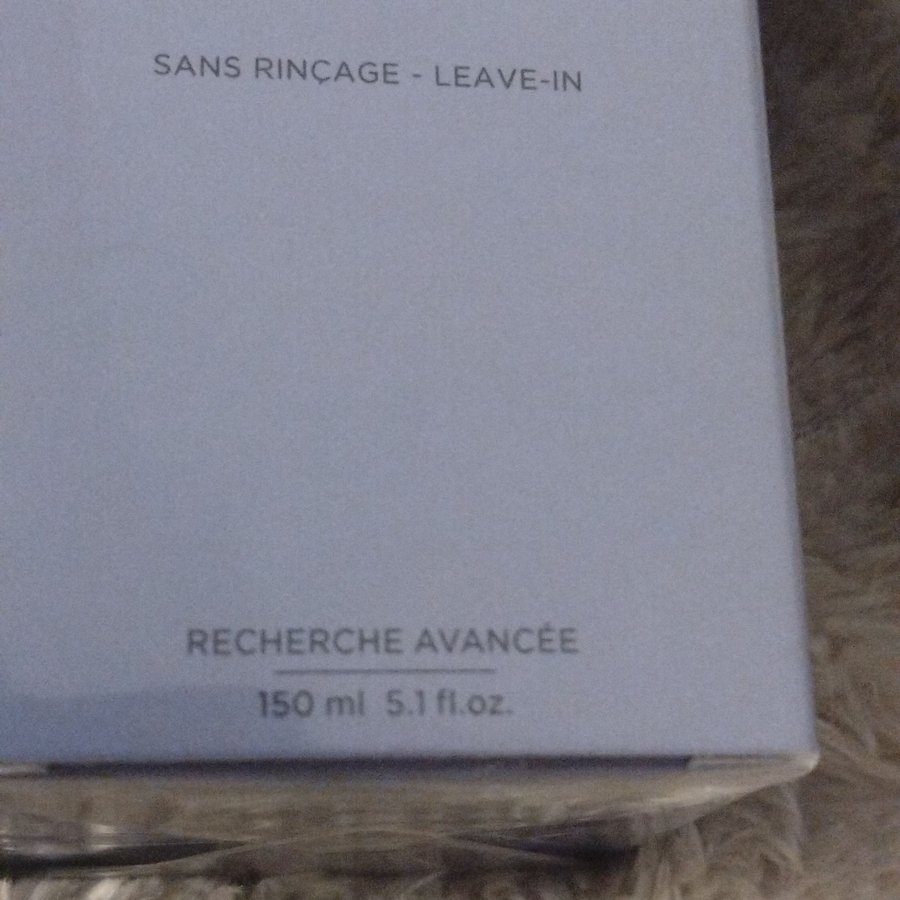 SANS RINÇAGE - LEAVE-IN
RECHERCHE AVANCÉE
150 ml 5.1 fl.oz.